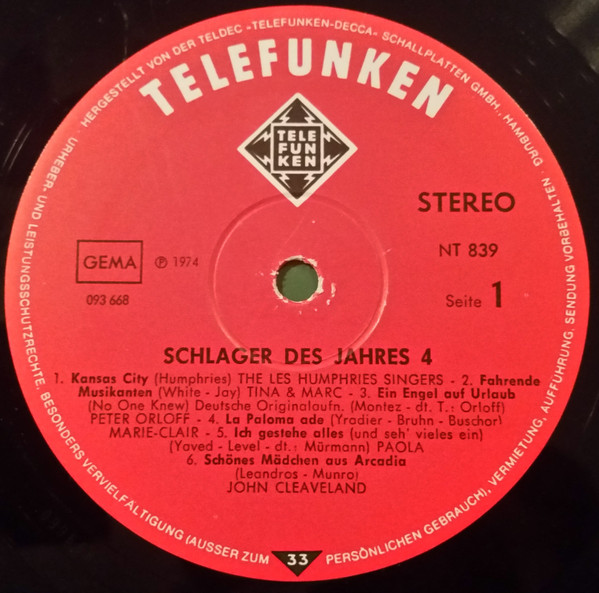 URHEBER- UND LEISTUNGSSCHUTZRECHTE, BESONDERS VERVIELFÄLTIGUNG (AUSSER ZUM PERSÖNLICHEN GEBRAUCH), VERMIETUNG, AUFFÜHRUNG, SENDUNG VORBEHALTEN · HERGESTELLT VON DER TELDEC »TELEFUNKEN-DECCA« SCHALLPLATTEN GMBH., HAMBURG ·
TELEFUNKEN
TELE
FUN
KEN
STEREO
NT 839
GEMA
℗ 1974
093 668
Seite 1
SCHLAGER DES JAHRES 4
1. Kansas City (Humphries) THE LES HUMPHRIES SINGERS - 2. Fahrende
Musikanten (White - Jay) TINA & MARC - 3. Ein Engel auf Urlaub
(No One Knew) Deutsche Originalaufn. (Montez - dt. T.: Orloff)
PETER ORLOFF - 4. La Paloma ade (Yradier - Bruhn - Buschor)
MARIE-CLAIR - 5. Ich gestehe alles (und seh' vieles ein)
(Yaved - Level - dt.: Mürmann) PAOLA
6. Schönes Mädchen aus Arcadia
(Leandros - Munro)
JOHN CLEAVELAND
33